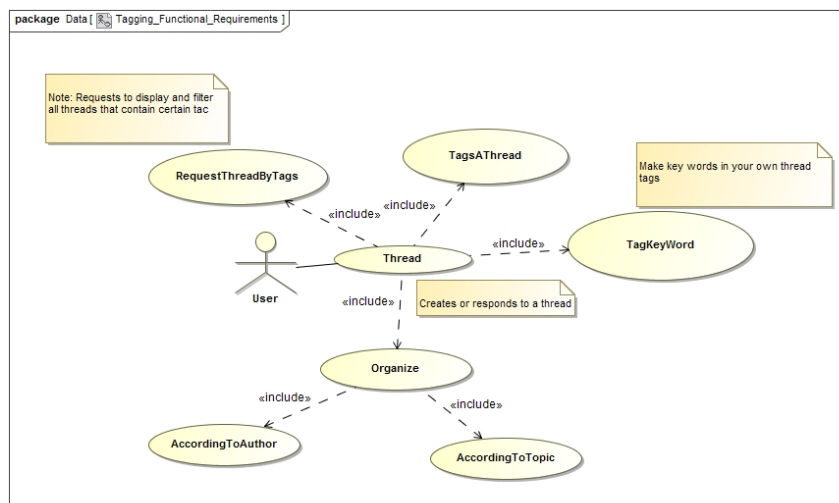 package Data [ Tagging_Functional_Requirements ]
Note: Requests to display and filter
all threads that contain certain tac
TagsAThread
Make key words in your own thread
tags
RequestThreadByTags
«include»
«include»
TagKeyWord
«include»
Thread
User
Creates or responds to a thread
«include»
Organize
«include»
«include»
AccordingToAuthor
AccordingToTopic